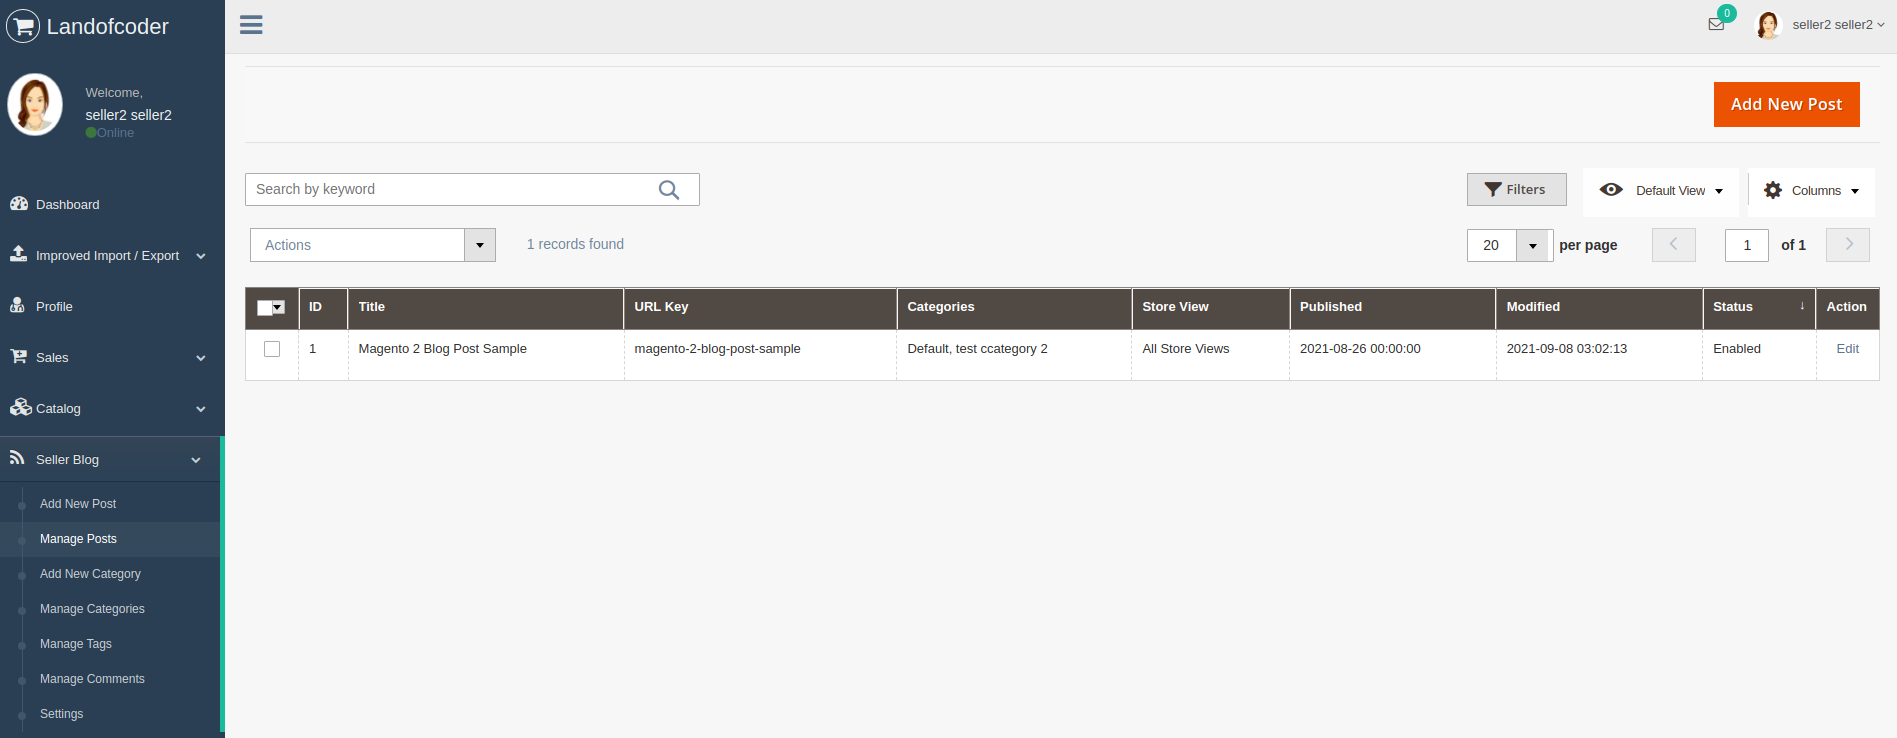 Landofcoder
0
seller2 seller2
Welcome,
seller2 seller2
Online
Dashboard
Improved Import / Export
Profile
Sales
Catalog
Seller Blog
Add New Post
Manage Posts
Add New Category
Manage Categories
Manage Tags
Manage Comments
Settings
Add New Post
Search by keyword
Filters
Default View
Columns
Actions
1 records found
20 per page
1 of 1
ID Title URL Key Categories Store View Published Modified Status ↓ Action
1 Magento 2 Blog Post Sample magento-2-blog-post-sample Default, test ccategory 2 All Store Views 2021-08-26 00:00:00 2021-09-08 03:02:13 Enabled Edit